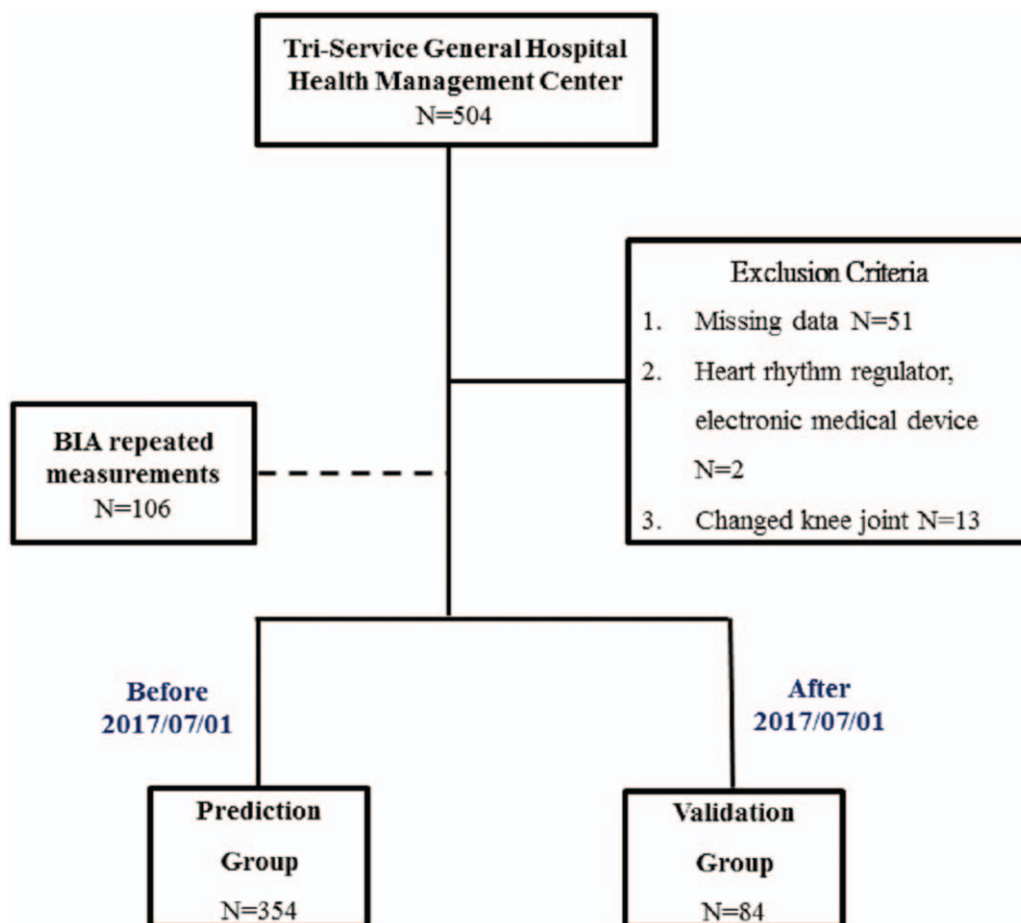 Tri-Service General Hospital
Health Management Center
N=504
Exclusion Criteria
1. Missing data N=51
2. Heart rhythm regulator,
electronic medical device
N=2
3. Changed knee joint N=13
BIA repeated
measurements
N=106
Before
2017/07/01
After
2017/07/01
Prediction
Group
N=354
Validation
Group
N=84